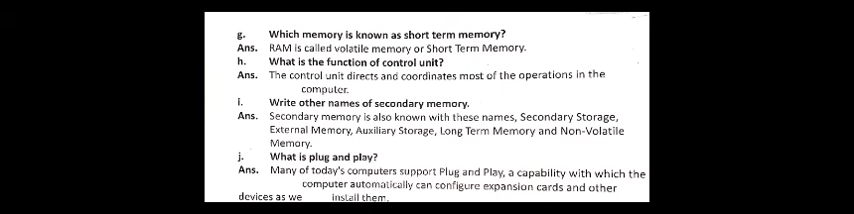 g. Which memory is known as short term memory?
Ans. RAM is called volatile memory or Short Term Memory.
h. What is the function of control unit?
Ans. The control unit directs and coordinates most of the operations in the
computer.
i. Write other names of secondary memory.
Ans. Secondary memory is also known with these names, Secondary Storage,
External Memory, Auxiliary Storage, Long Term Memory and Non-Volatile
Memory.
j. What is plug and play?
Ans. Many of today's computers support Plug and Play, a capability with which the
computer automatically can configure expansion cards and other
devices as we install them.